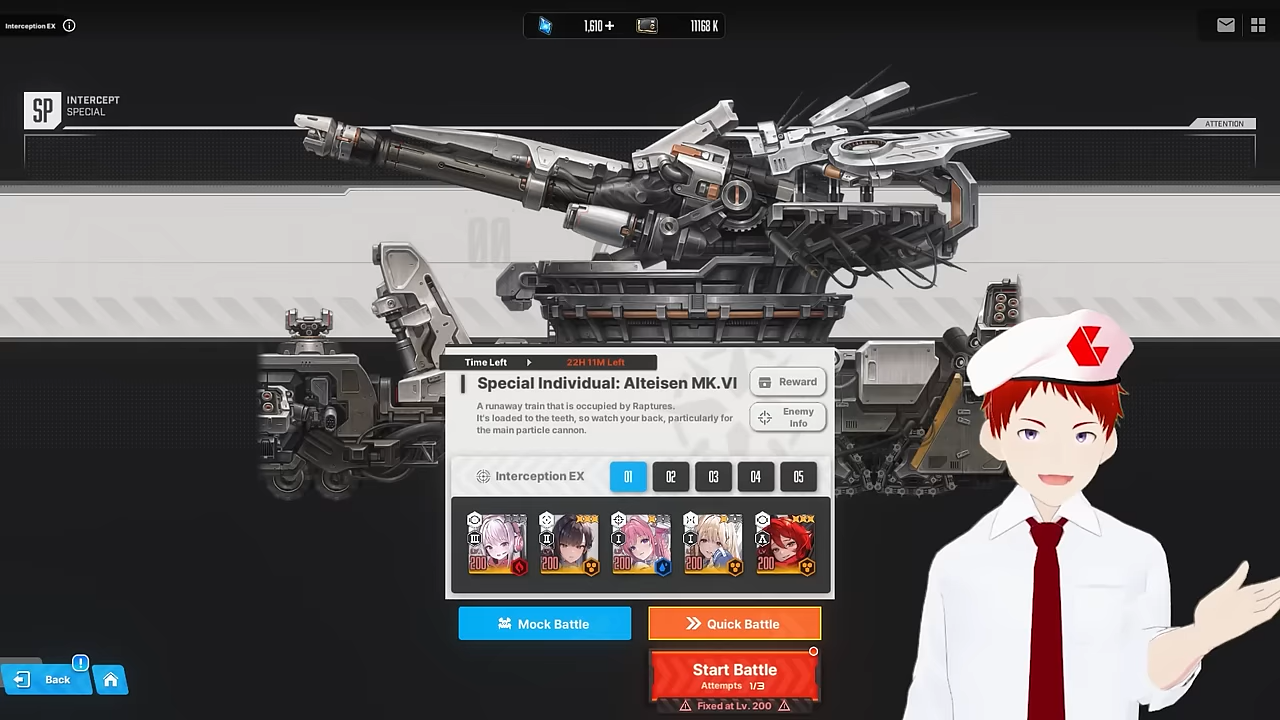 Interception EX
1,610
11168 K
SP
INTERCEPT
SPECIAL
ATTENTION
00
Time Left
22H 11M Left
Special Individual: Alteisen MK.VI
Reward
A runaway train that is occupied by Raptures.
It's loaded to the teeth, so watch your back, particularly for
the main particle cannon.
Enemy
Info
Interception EX
01
02
03
04
05
III
II
I
I
Λ
200
200
200
200
200
Mock Battle
Quick Battle
Start Battle
Attempts 1/3
Fixed at Lv. 200
Back